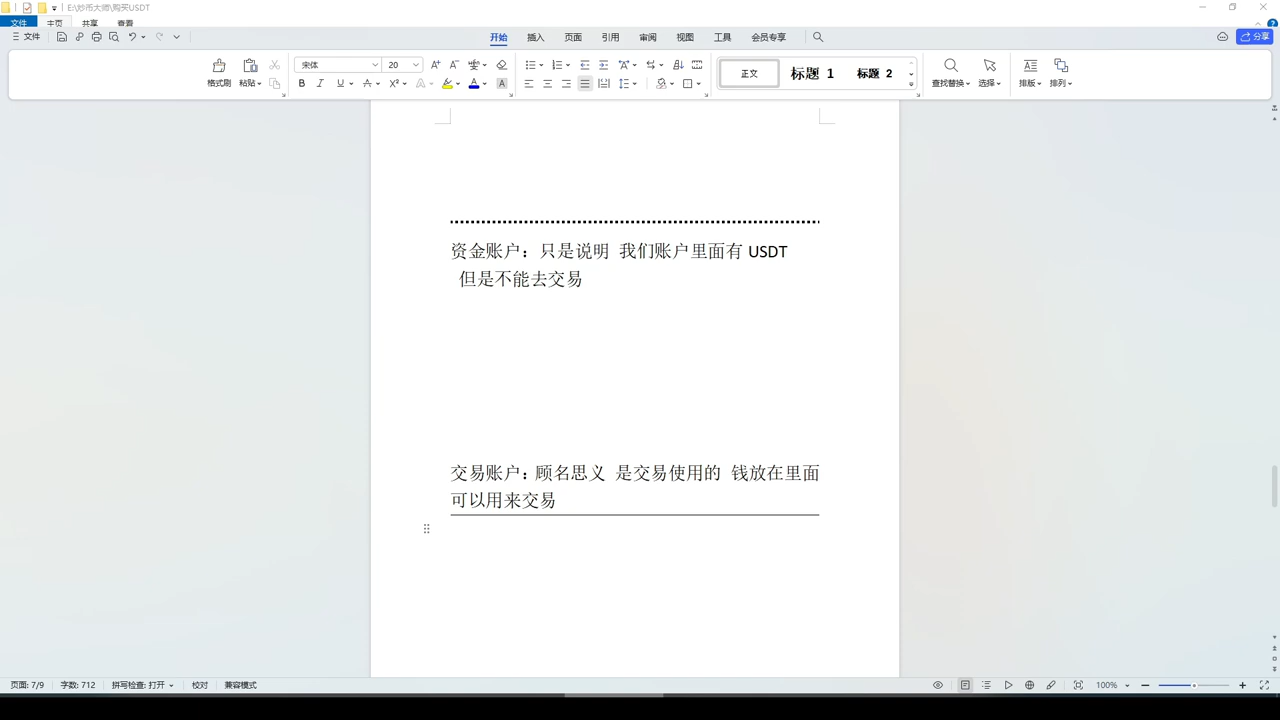 E:\炒币大师\购买USDT
文件 主页 共享 查看
文件 开始 插入 页面 引用 审阅 视图 工具 会员专享 分享
格式刷 粘贴 宋体 20 正文 标题 1 标题 2 查找替换 选择 排版 排列
资金账户：只是说明 我们账户里面有 USDT
但是不能去交易
交易账户：顾名思义 是交易使用的 钱放在里面
可以用来交易
页面: 7/9 字数: 712 拼写检查: 打开 校对 兼容模式 100%